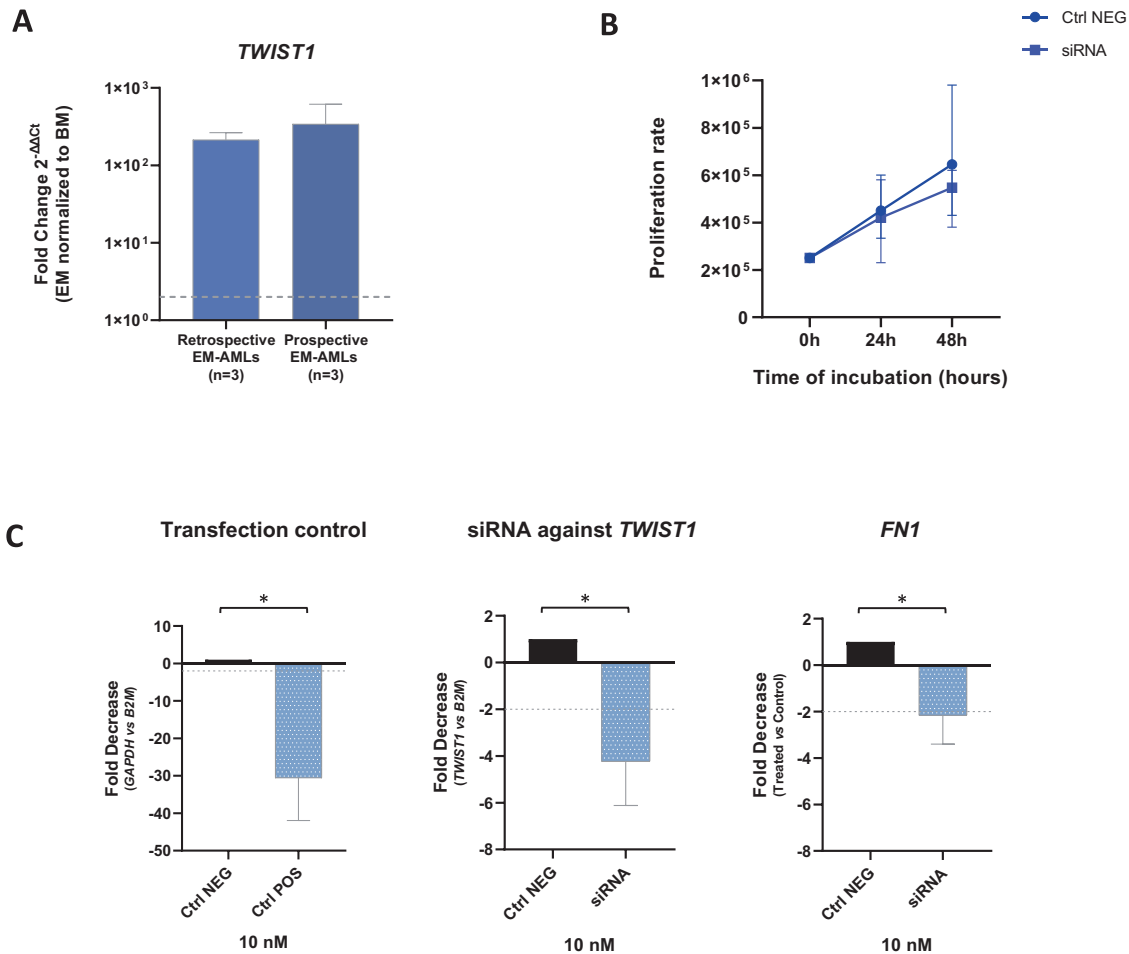 A
TWIST1
Fold Change 2^-ΔΔCt
(EM normalized to BM)
1×10³
1×10²
1×10¹
1×10⁰
Retrospective
EM-AMLs
(n=3)
Prospective
EM-AMLs
(n=3)
B
Ctrl NEG
siRNA
Proliferation rate
1×10⁶
8×10⁵
6×10⁵
4×10⁵
2×10⁵
0
0h 24h 48h
Time of incubation (hours)
C
Transfection control
*
Fold Decrease
(GAPDH vs B2M)
10
0
-10
-20
-30
-40
-50
Ctrl NEG
Ctrl POS
10 nM
siRNA against TWIST1
*
Fold Decrease
(TWIST1 vs B2M)
2
0
-2
-4
-6
-8
Ctrl NEG
siRNA
10 nM
FN1
*
Fold Decrease
(Treated vs Control)
2
0
-2
-4
-6
-8
Ctrl NEG
siRNA
10 nM